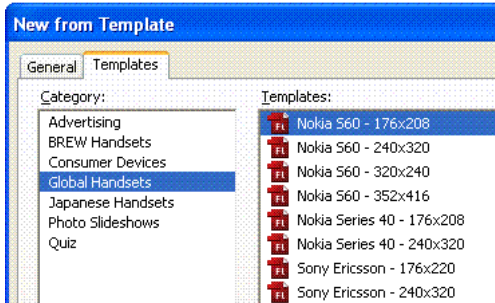 New from Template
General
Templates
Category:
Advertising
BREW Handsets
Consumer Devices
Global Handsets
Japanese Handsets
Photo Slideshows
Quiz
Templates:
Nokia S60 - 176x208
Nokia S60 - 240x320
Nokia S60 - 320x240
Nokia S60 - 352x416
Nokia Series 40 - 176x208
Nokia Series 40 - 240x320
Sony Ericsson - 176x220
Sony Ericsson - 240x320